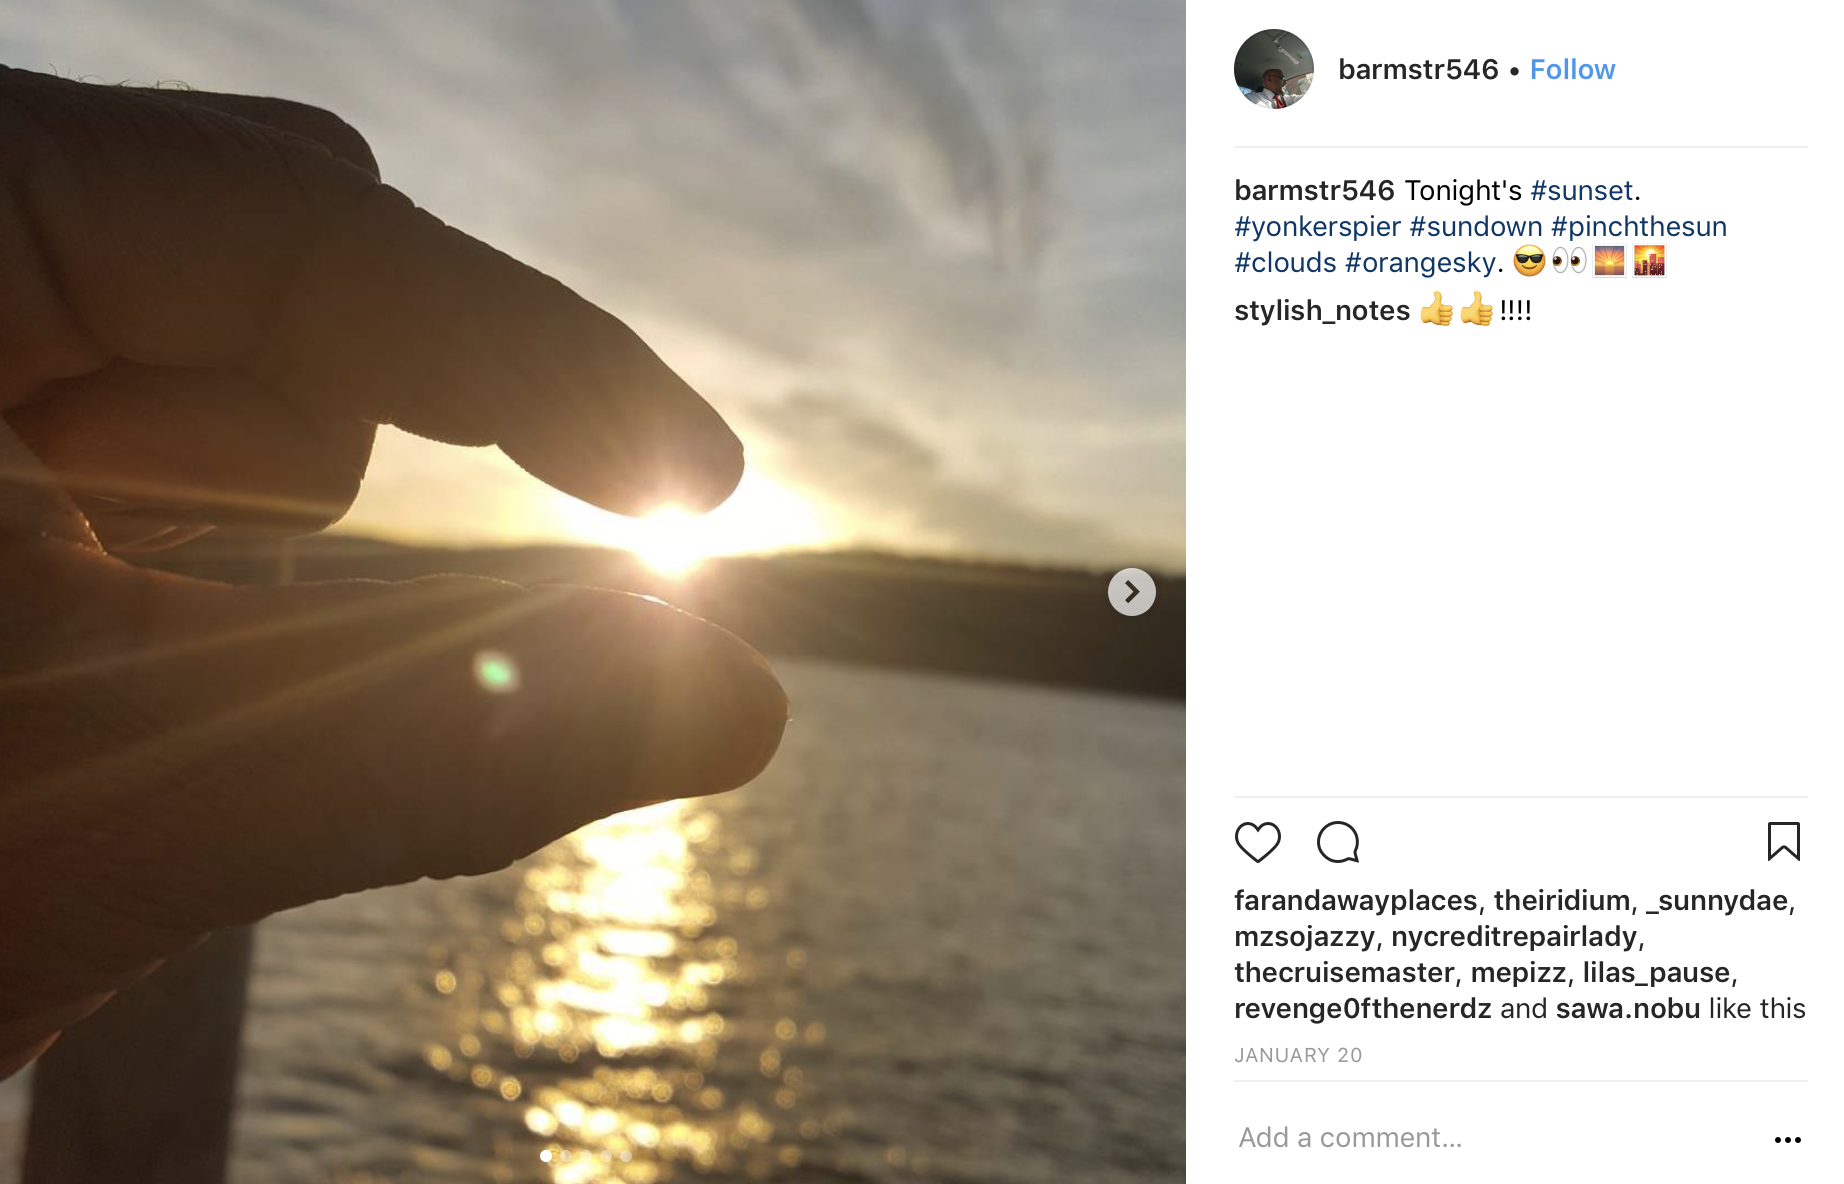 barmstr546 • Follow
barmstr546 Tonight's #sunset.
#yonkerspier #sundown #pinchthesun
#clouds #orangesky. 😎👀🌅🌇
stylish_notes 👍👍!!!!
farandawayplaces, theiridium, _sunnydae,
mzsojazzy, nycreditrepairlady,
thecruisemaster, mepizz, lilas_pause,
revenge0fthenerdz and sawa.nobu like this
JANUARY 20
Add a comment...